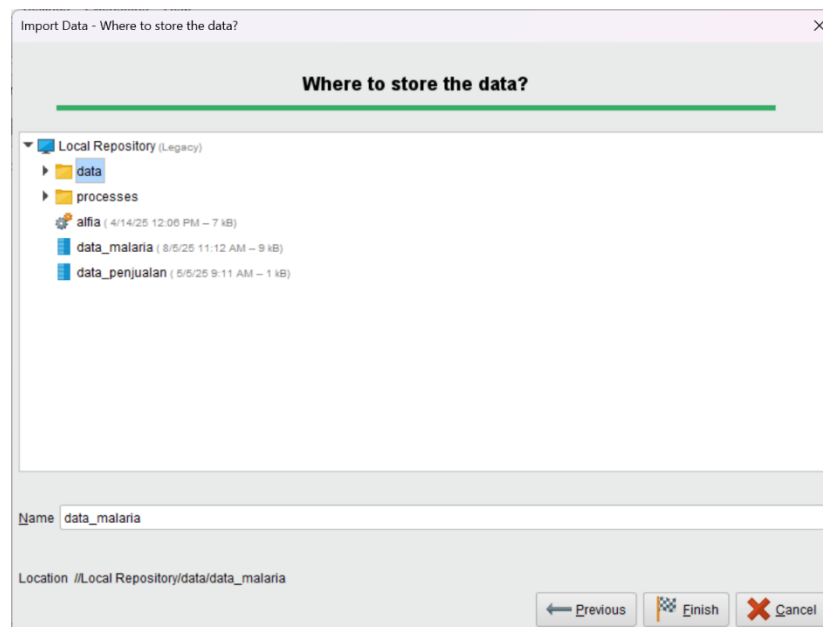 Import Data - Where to store the data?
Where to store the data?
Local Repository (Legacy)
data
processes
alfia ( 4/14/25 12:06 PM – 7 kB)
data_malaria ( 8/5/25 11:12 AM – 9 kB)
data_penjualan ( 5/5/25 9:11 AM – 1 kB)
Name data_malaria
Location //Local Repository/data/data_malaria
Previous Finish Cancel